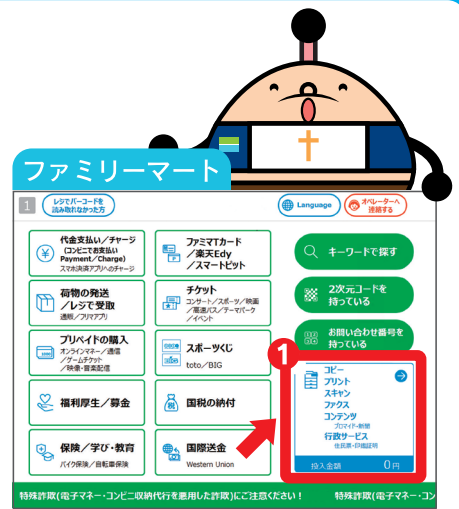 ファミリーマート
1
レジでバーコードを
読み取れなかった方
Language
オペレーターへ
連絡する
代金支払い/チャージ
(コンビニでお支払い
Payment/Charge)
スマホ決済アプリへのチャージ
ファミマTカード
/楽天Edy
/スマートピット
キーワードで探す
荷物の発送
/レジで受取
通販/フリマアプリ
チケット
コンサート/スポーツ/映画
/高速バス/テーマパーク
/イベント
2次元コードを
持っている
プリペイドの購入
オンラインマネー/通信
/ゲームチケット
/映像・音楽配信
スポーツくじ
toto/BIG
お問い合わせ番号を
持っている
福利厚生/募金
国税の納付
1
コピー
プリント
スキャン
ファクス
コンテンツ
ブロマイド・新聞
行政サービス
住民票・印鑑証明
投入金額 0円
保険/学び・教育
バイク保険/自転車保険
国際送金
Western Union
特殊詐欺(電子マネー・コンビニ収納代行を悪用した詐欺)にご注意ください! 特殊詐欺(電子マネー・コン